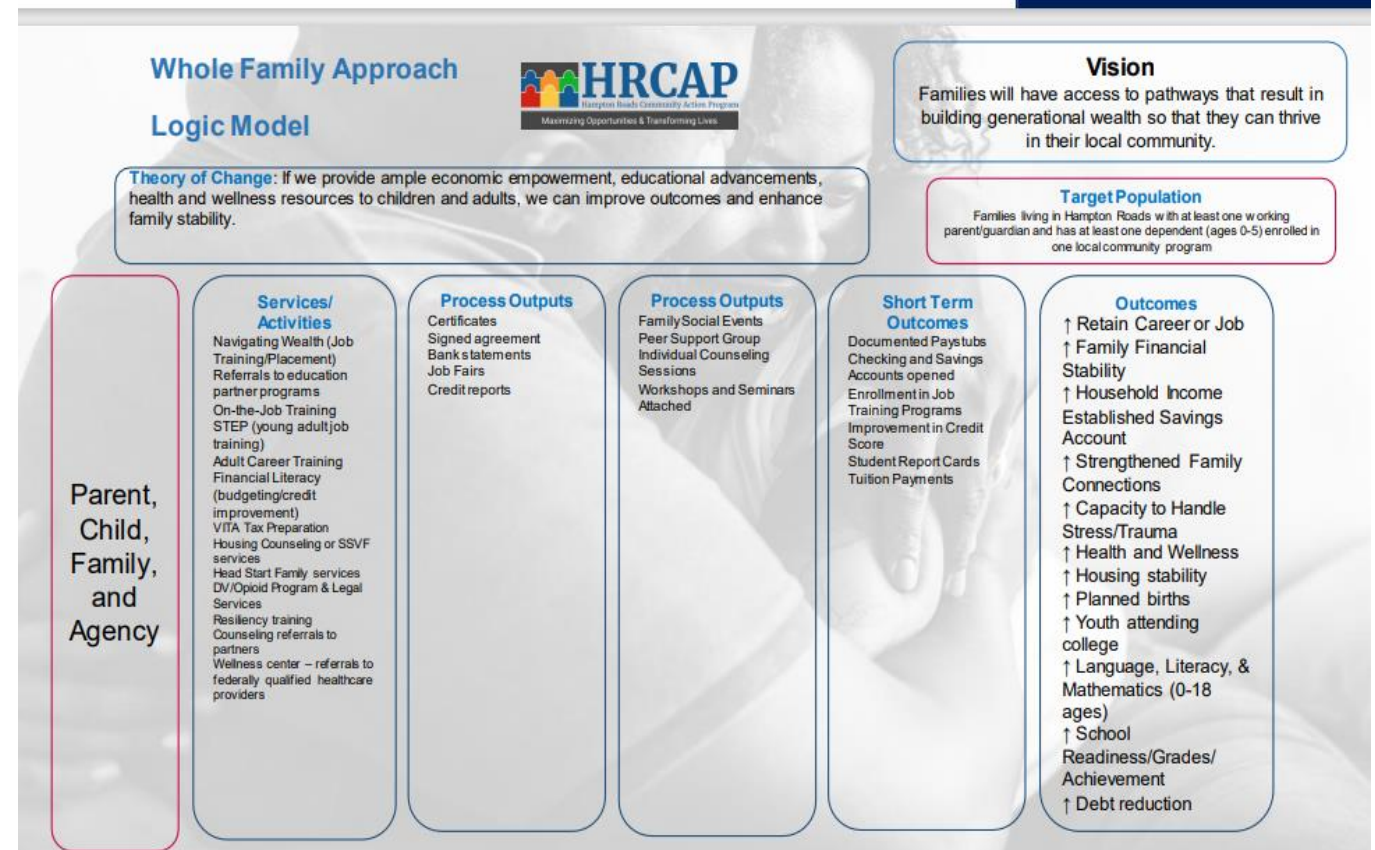 Whole Family Approach
Logic Model
HRCAP
Hampton Roads Community Action Program
Maximizing Opportunities & Transforming Lives
Vision
Families will have access to pathways that result in
building generational wealth so that they can thrive
in their local community.
Theory of Change: If we provide ample economic empowerment, educational advancements,
health and wellness resources to children and adults, we can improve outcomes and enhance
family stability.
Target Population
Families living in Hampton Roads with at least one working
parent/guardian and has at least one dependent (ages 0-5) enrolled in
one local community program
Parent,
Child,
Family,
and
Agency
Services/
Activities
Navigating Wealth (Job
Training/Placement)
Referrals to education
partner programs
On-the-Job Training
STEP (young adult job
training)
Adult Career Training
Financial Literacy
(budgeting/credit
improvement)
VITA Tax Preparation
Housing Counseling or SSVF
services
Head Start Family services
DV/Opioid Program & Legal
Services
Resiliency training
Counseling referrals to
partners
Wellness center – referrals to
federally qualified healthcare
providers
Process Outputs
Certificates
Signed agreement
Bank statements
Job Fairs
Credit reports
Process Outputs
Family Social Events
Peer Support Group
Individual Counseling
Sessions
Workshops and Seminars
Attached
Short Term
Outcomes
Documented Paystubs
Checking and Savings
Accounts opened
Enrollment in Job
Training Programs
Improvement in Credit
Score
Student Report Cards
Tuition Payments
Outcomes
↑ Retain Career or Job
↑ Family Financial
Stability
↑ Household Income
Established Savings
Account
↑ Strengthened Family
Connections
↑ Capacity to Handle
Stress/Trauma
↑ Health and Wellness
↑ Housing stability
↑ Planned births
↑ Youth attending
college
↑ Language, Literacy, &
Mathematics (0-18
ages)
↑ School
Readiness/Grades/
Achievement
↑ Debt reduction